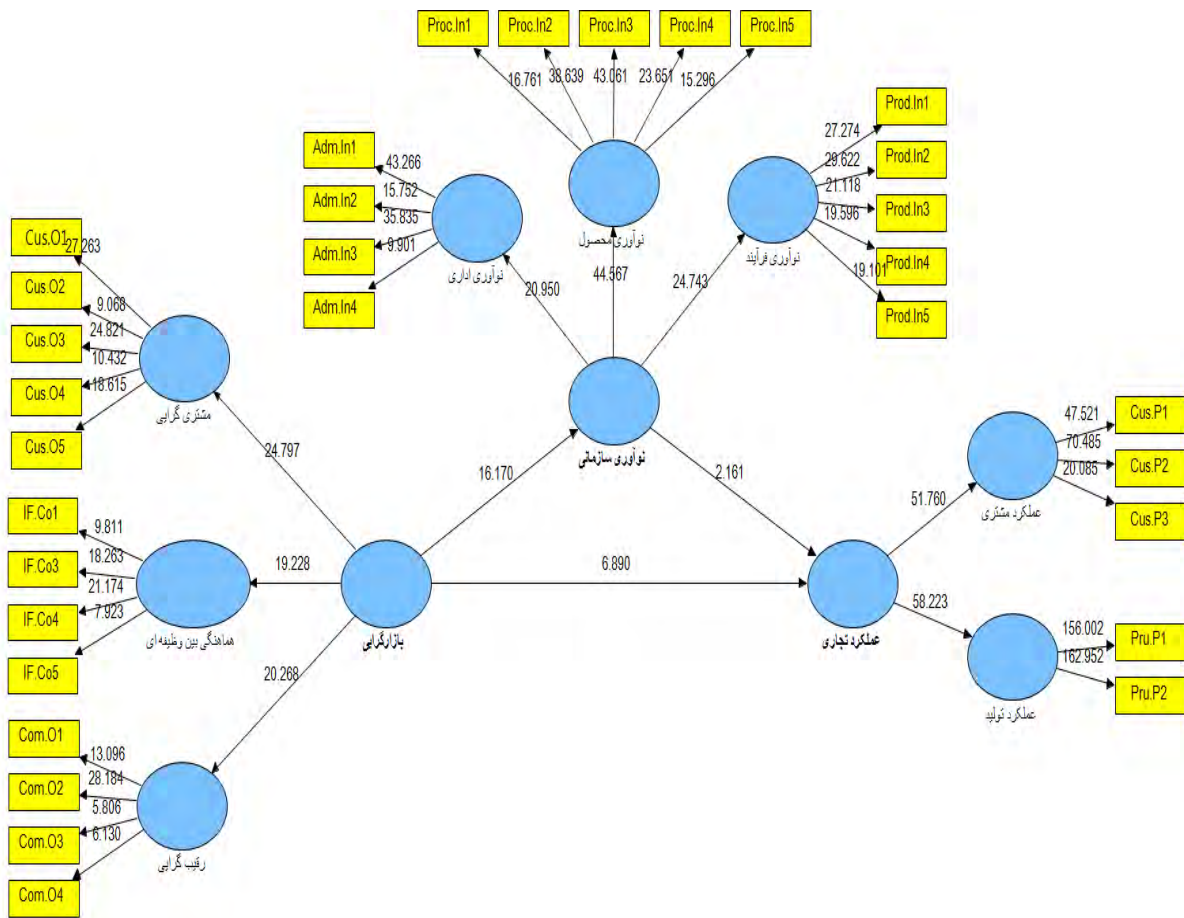 Proc.In1
Proc.In2
Proc.In3
Proc.In4
Proc.In5
16.761
38.639
43.061
23.651
15.296
نوآوری محصول
Adm.In1
Adm.In2
Adm.In3
Adm.In4
43.266
15.752
35.835
9.901
نوآوری اداری
Prod.In1
Prod.In2
Prod.In3
Prod.In4
Prod.In5
27.274
29.622
21.118
19.596
19.101
نوآوری فرآیند
20.950
44.567
24.743
نوآوری سازمانی
Cus.O1
Cus.O2
Cus.O3
Cus.O4
Cus.O5
27.263
9.068
24.821
10.432
18.615
مشتری گرایی
24.797
16.170
2.161
IF.Co1
IF.Co3
IF.Co4
IF.Co5
9.811
18.263
21.174
7.923
هماهنگی بین وظیفه ای
19.228
بازارگرایی
6.890
عملکرد تجاری
20.268
Com.O1
Com.O2
Com.O3
Com.O4
13.096
28.184
5.806
6.130
رقیب گرایی
51.760
Cus.P1
Cus.P2
Cus.P3
47.521
70.485
20.085
عملکرد مشتری
58.223
Pru.P1
Pru.P2
156.002
162.952
عملکرد تولید